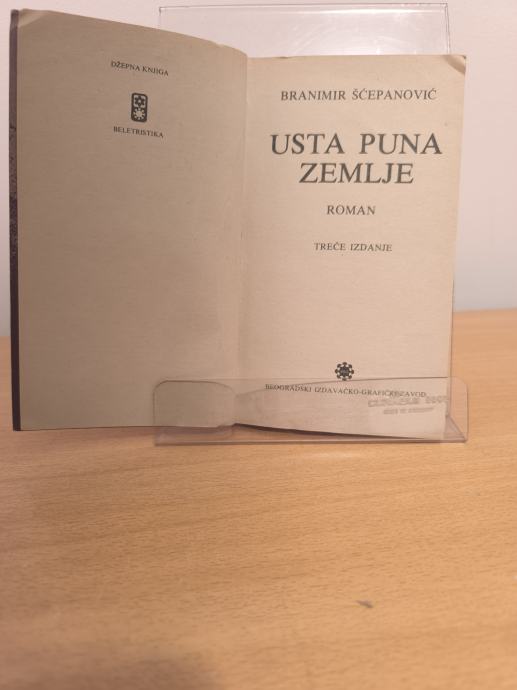 DŽEPNA KNJIGA
BELETRISTIKA
BRANIMIR ŠĆEPANOVIĆ
USTA PUNA
ZEMLJE
ROMAN
TREĆE IZDANJE
BEOGRADSKI IZDAVAČKO-GRAFIČKI ZAVOD